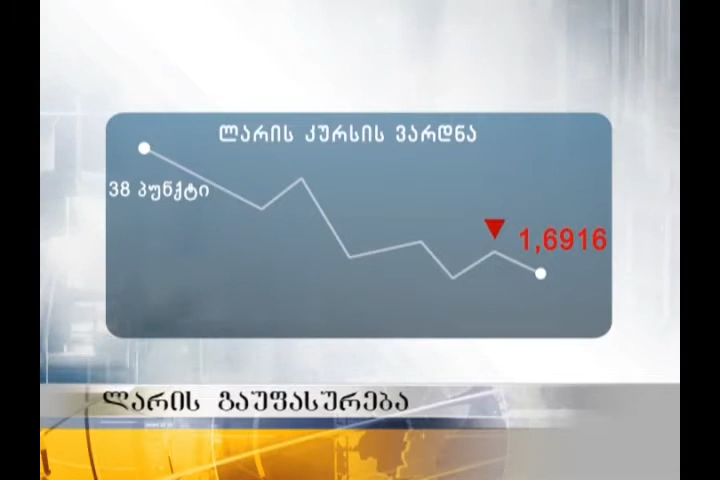 ლარის კურსის ვარდნა
38 პუნქტი
1,6916
ლარის გაუფასურება